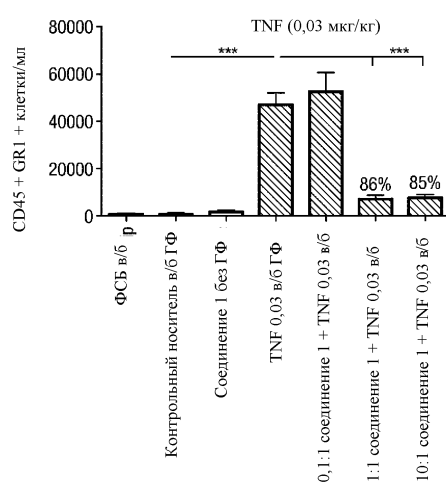 TNF (0,03 мкг/кг)
***
***
CD45 + GR1 + клетки/мл
80000
60000
40000
20000
0
86%
85%
ФСБ в/б ip
Контрольный носитель в/б ГФ
Соединение 1 без ГФ
TNF 0,03 в/б ГФ
0,1:1 соединение 1 + TNF 0,03 в/б
1:1 соединение 1 + TNF 0,03 в/б
10:1 соединение 1 + TNF 0,03 в/б